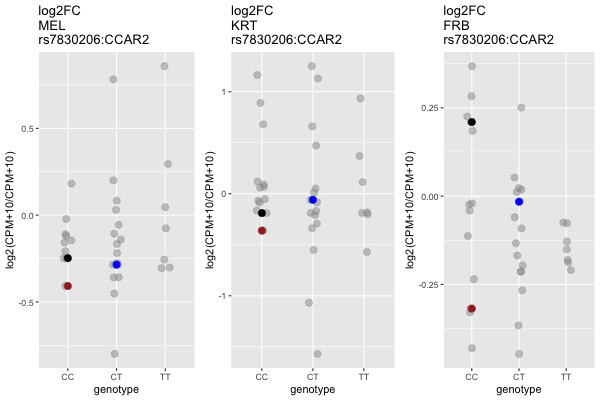 log2FC
MEL
rs7830206:CCAR2
log2(CPM+10/CPM+10)
0.5
0.0
-0.5
CC CT TT
genotype
log2FC
KRT
rs7830206:CCAR2
log2(CPM+10/CPM+10)
1
0
-1
CC CT TT
genotype
log2FC
FRB
rs7830206:CCAR2
log2(CPM+10/CPM+10)
0.25
0.00
-0.25
CC CT TT
genotype